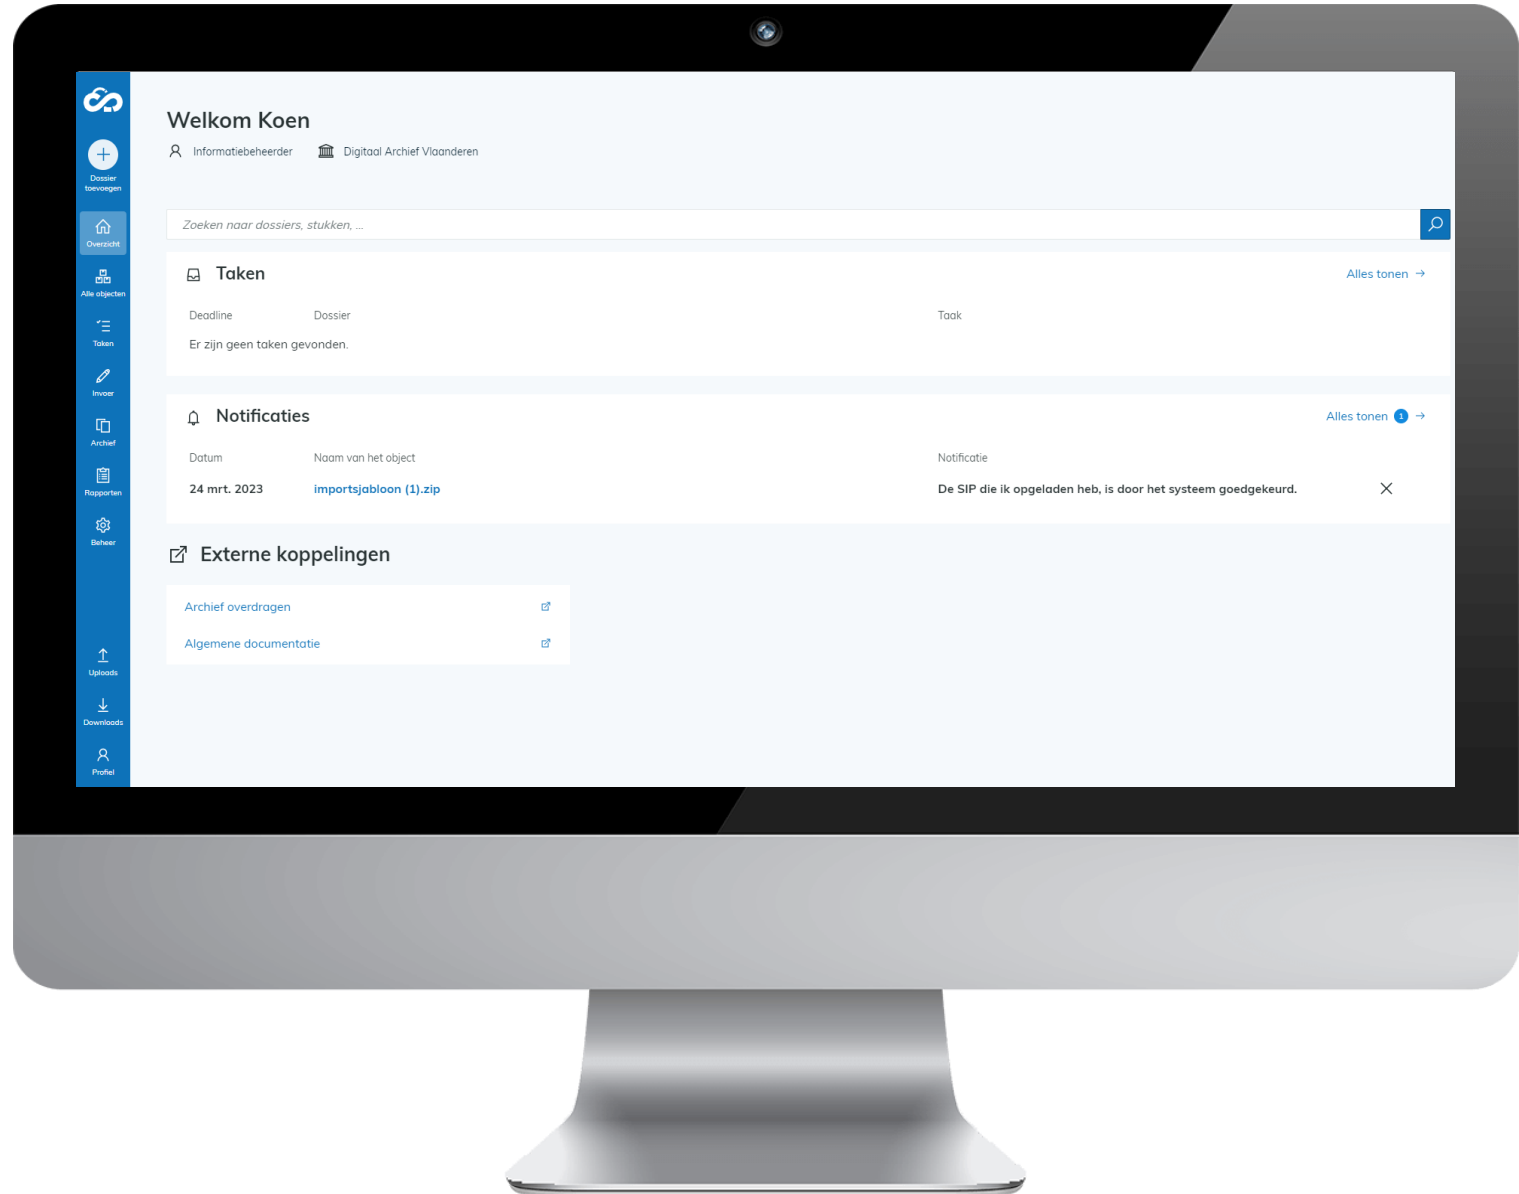 Welkom Koen
Informatiebeheerder Digitaal Archief Vlaanderen
Dossier
toevoegen
Overzicht
Alle objecten
Taken
Invoer
Archief
Rapporten
Beheer
Uploads
Downloads
Profiel
Zoeken naar dossiers, stukken, ...
Taken Alles tonen →
Deadline Dossier Taak
Er zijn geen taken gevonden.
Notificaties Alles tonen 1 →
Datum Naam van het object Notificatie
24 mrt. 2023 importsjabloon (1).zip De SIP die ik opgeladen heb, is door het systeem goedgekeurd.
Externe koppelingen
Archief overdragen
Algemene documentatie